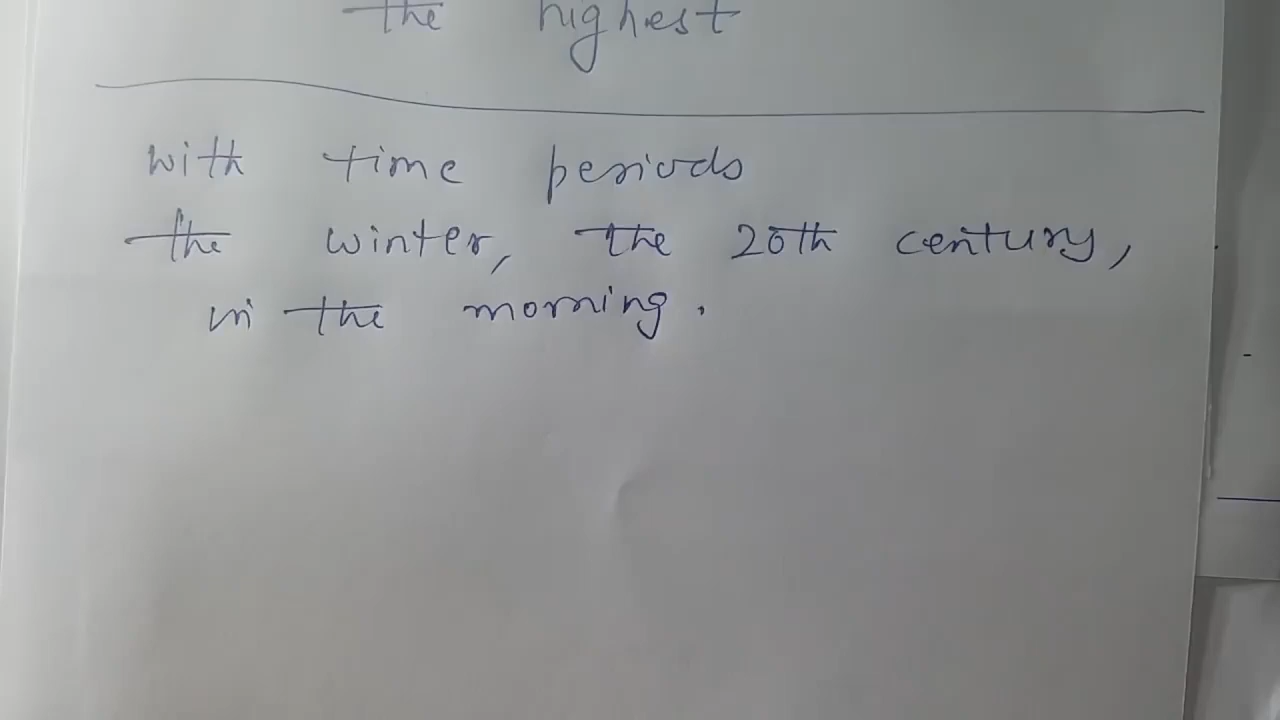 the highest
with time periods
the winter, the 20th century,
in the morning.